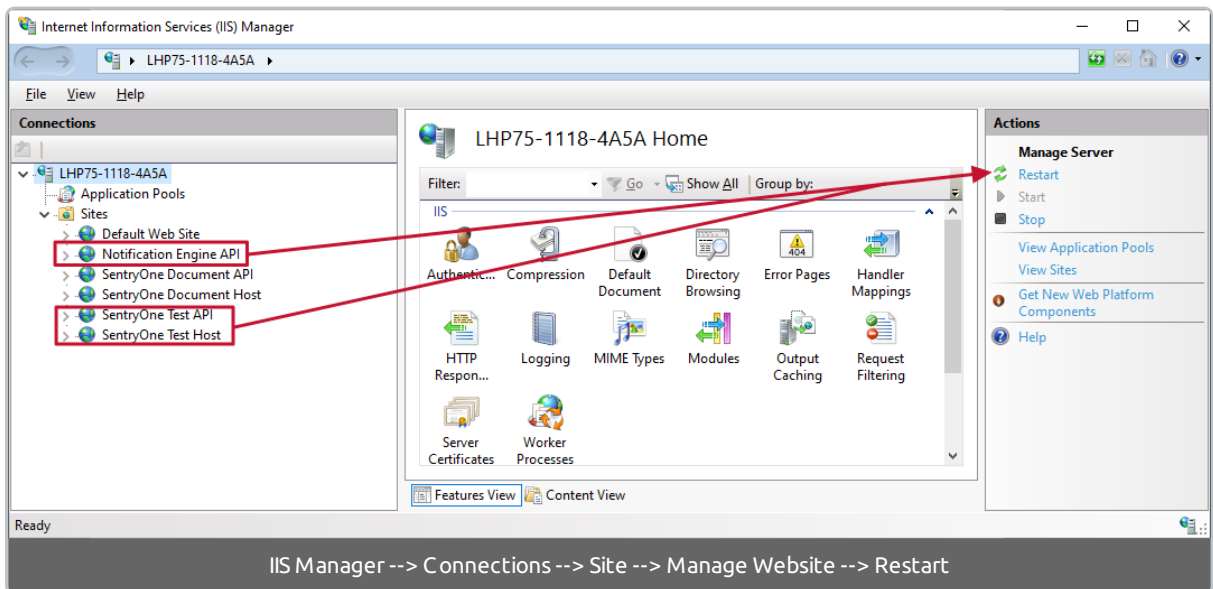 Internet Information Services (IIS) Manager
LHP75-1118-4A5A
File View Help
Connections
LHP75-1118-4A5A
Application Pools
Sites
Default Web Site
Notification Engine API
SentryOne Document API
SentryOne Document Host
SentryOne Test API
SentryOne Test Host
LHP75-1118-4A5A Home
Filter: Go Show All Group by:
IIS
Authentic... Compression Default Document Directory Browsing Error Pages Handler Mappings
404
HTTP Respon... Logging MIME Types Modules Output Caching Request Filtering
Server Certificates Worker Processes
Features View Content View
Actions
Manage Server
Restart
Start
Stop
View Application Pools
View Sites
Get New Web Platform
Components
Help
Ready
IIS Manager --> Connections --> Site --> Manage Website --> Restart